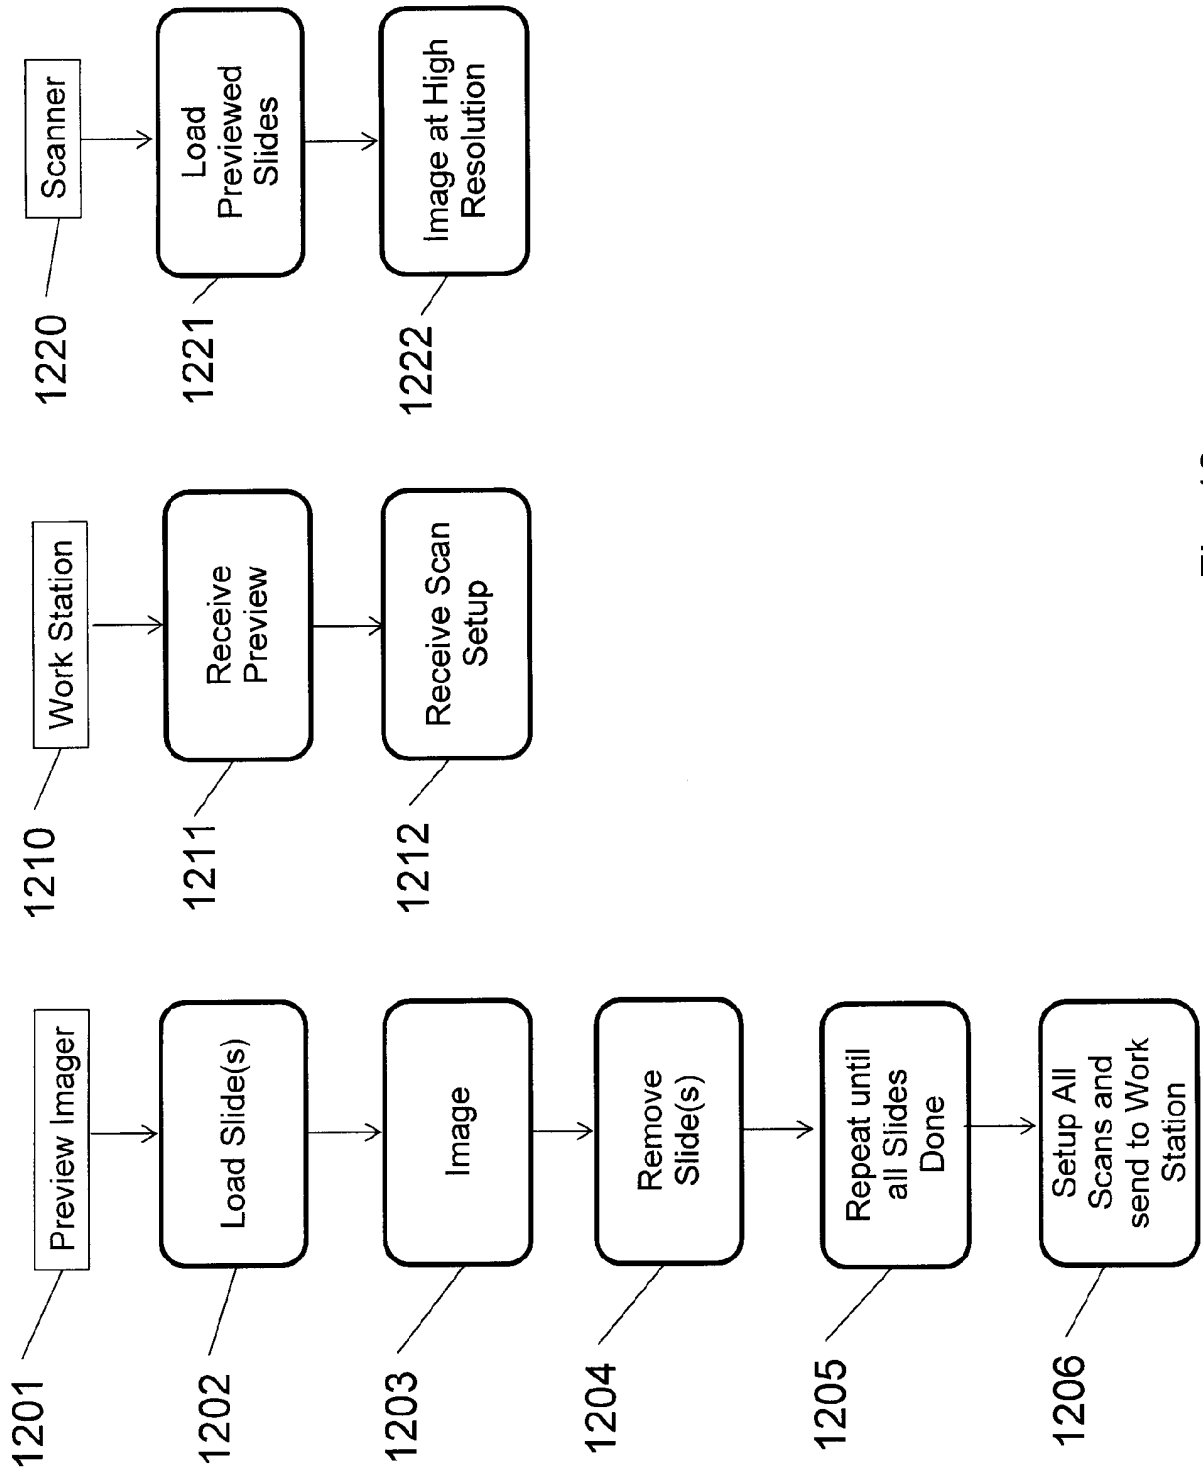 1201
Preview Imager
1202
Load Slide(s)
1203
Image
1204
Remove
Slide(s)
1205
Repeat until
all Slides
Done
1206
Setup All
Scans and
send to Work
Station
1210
Work Station
1211
Receive
Preview
1212
Receive Scan
Setup
1220
Scanner
1221
Load
Previewed
Slides
1222
Image at High
Resolution